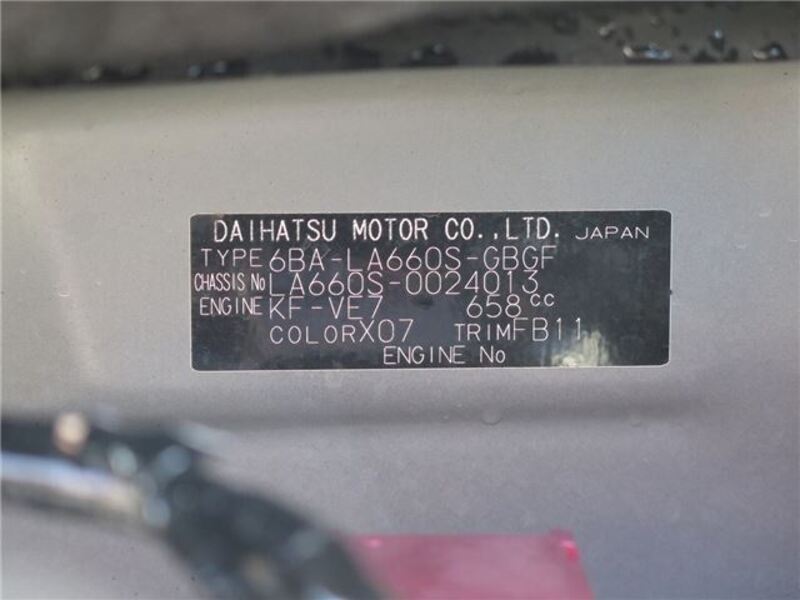 DAIHATSU MOTOR CO.,LTD. JAPAN
TYPE 6BA-LA660S-GBGF
CHASSIS No LA660S-0024013
ENGINE KF-VE7 658cc
COLOR X07 TRIM FB11
ENGINE No